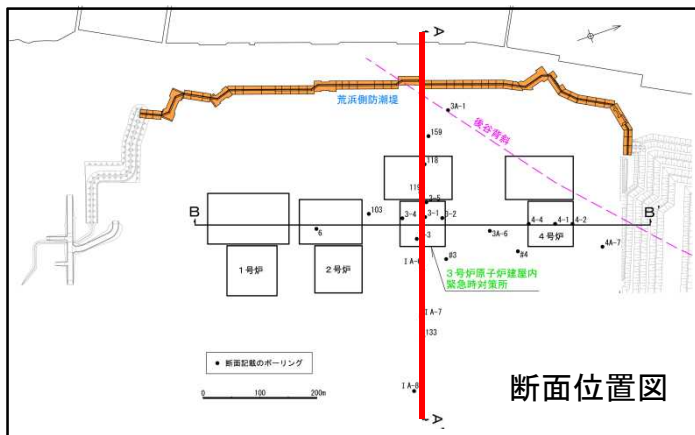 A
荒浜側防潮堤
後谷背斜
3A-1
159
118
119
3-5
103
3-4
3-1
3-2
B
B'
6
3A-6
4-4
4-1
4-2
4号炉
4A-7
1号炉
2号炉
#3
#4
3号炉原子炉建屋内
緊急時対策所
ⅠA-7
133
• 断面記載のボーリング
ⅠA-8
0
100
200m
断面位置図